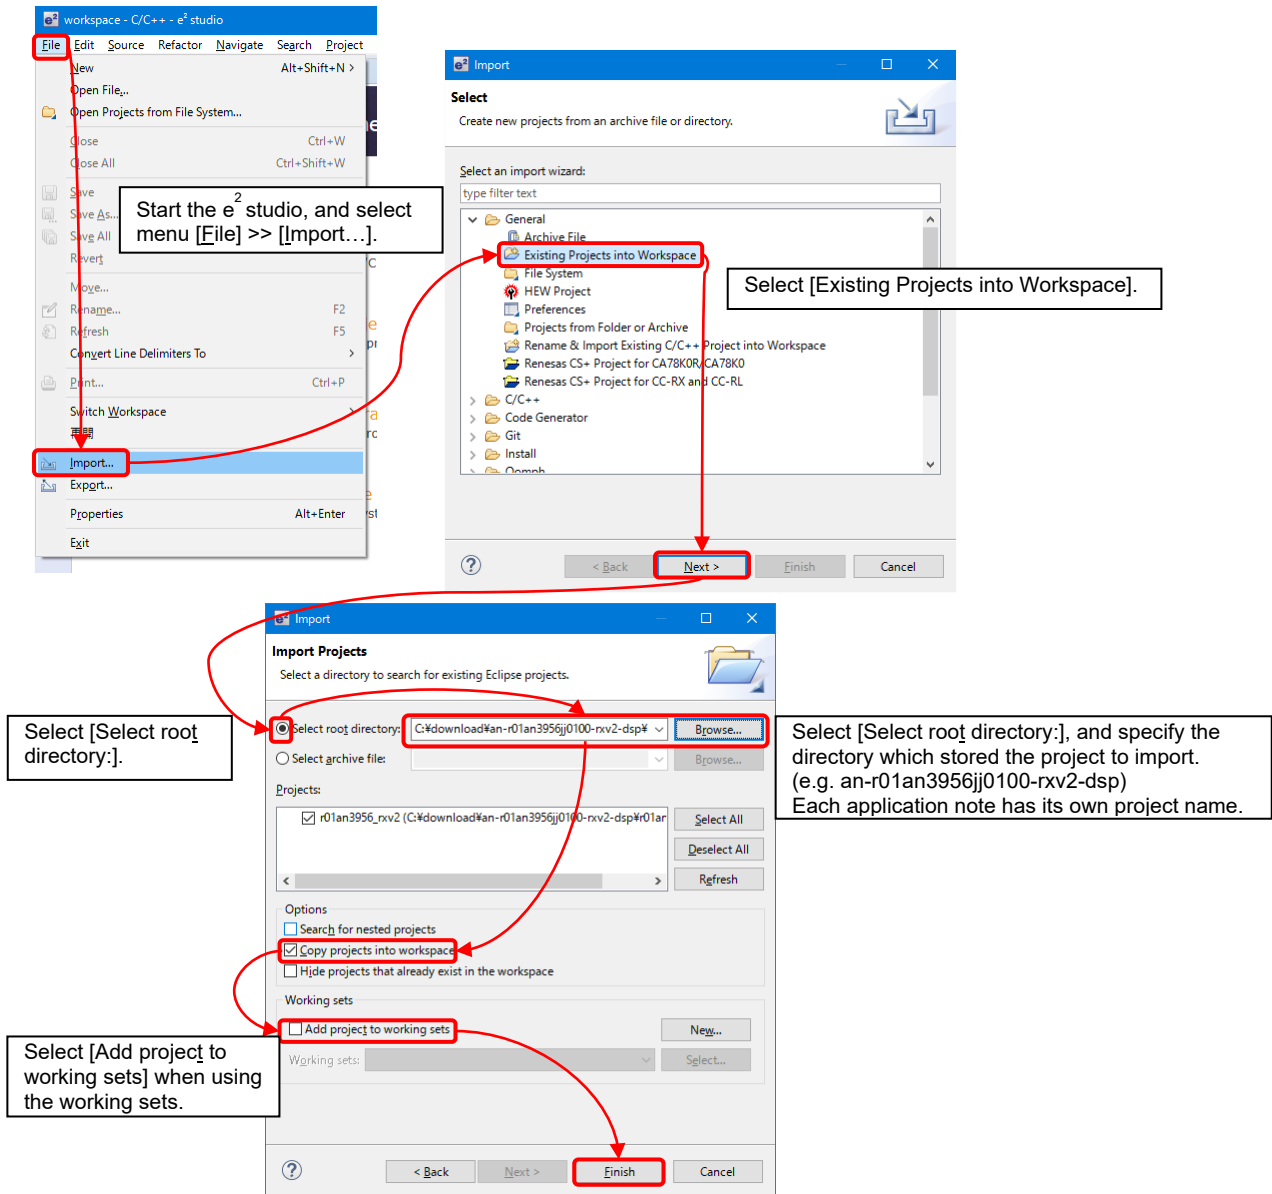 workspace - C/C++ - e² studio
File Edit Source Refactor Navigate Search Project
New Alt+Shift+N >
Open File...
Open Projects from File System...
Close Ctrl+W
Close All Ctrl+Shift+W
Save
Save As...
Save All
Revert
Move...
Rename... F2
Refresh F5
Convert Line Delimiters To >
Print... Ctrl+P
Switch Workspace
再開
Import...
Export...
Properties Alt+Enter
Exit
Start the e² studio, and select
menu [File] >> [Import…].
Import
Select
Create new projects from an archive file or directory.
Select an import wizard:
type filter text
General
Archive File
Existing Projects into Workspace
File System
HEW Project
Preferences
Projects from Folder or Archive
Rename & Import Existing C/C++ Project into Workspace
Renesas CS+ Project for CA78K0R/CA78K0
Renesas CS+ Project for CC-RX and CC-RL
> C/C++
> Code Generator
> Git
> Install
> Oomph
? < Back Next > Finish Cancel
Select [Existing Projects into Workspace].
Import
Import Projects
Select a directory to search for existing Eclipse projects.
Select root directory: C:¥download¥an-r01an3956jj0100-rxv2-dsp¥ Browse...
Select archive file: Browse...
Projects:
r01an3956_rxv2 (C:¥download¥an-r01an3956jj0100-rxv2-dsp¥r01ar Select All
Deselect All
Refresh
Options
Search for nested projects
Copy projects into workspace
Hide projects that already exist in the workspace
Working sets
Add project to working sets New...
Working sets: Select...
? < Back Next > Finish Cancel
Select [Select root
directory:].
Select [Select root directory:], and specify the
directory which stored the project to import.
(e.g. an-r01an3956jj0100-rxv2-dsp)
Each application note has its own project name.
Select [Add project to
working sets] when using
the working sets.